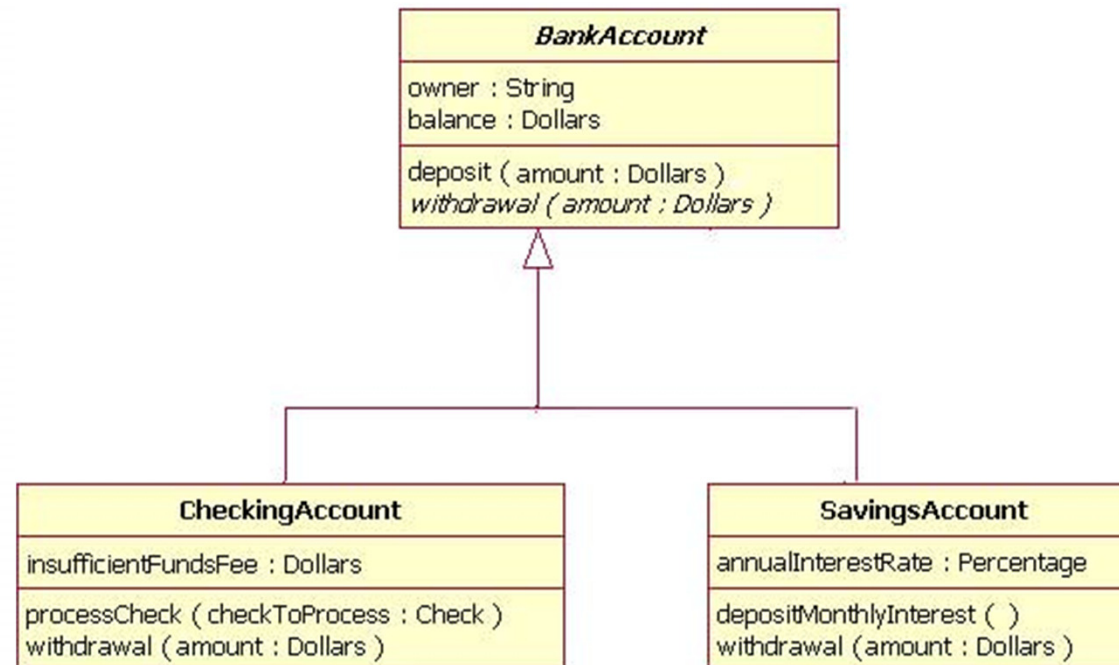 BankAccount
owner : String
balance : Dollars
deposit ( amount : Dollars )
withdrawal ( amount : Dollars )
CheckingAccount
insufficientFundsFee : Dollars
processCheck ( checkToProcess : Check )
withdrawal ( amount : Dollars )
SavingsAccount
annualInterestRate : Percentage
depositMonthlyInterest ( )
withdrawal ( amount : Dollars )